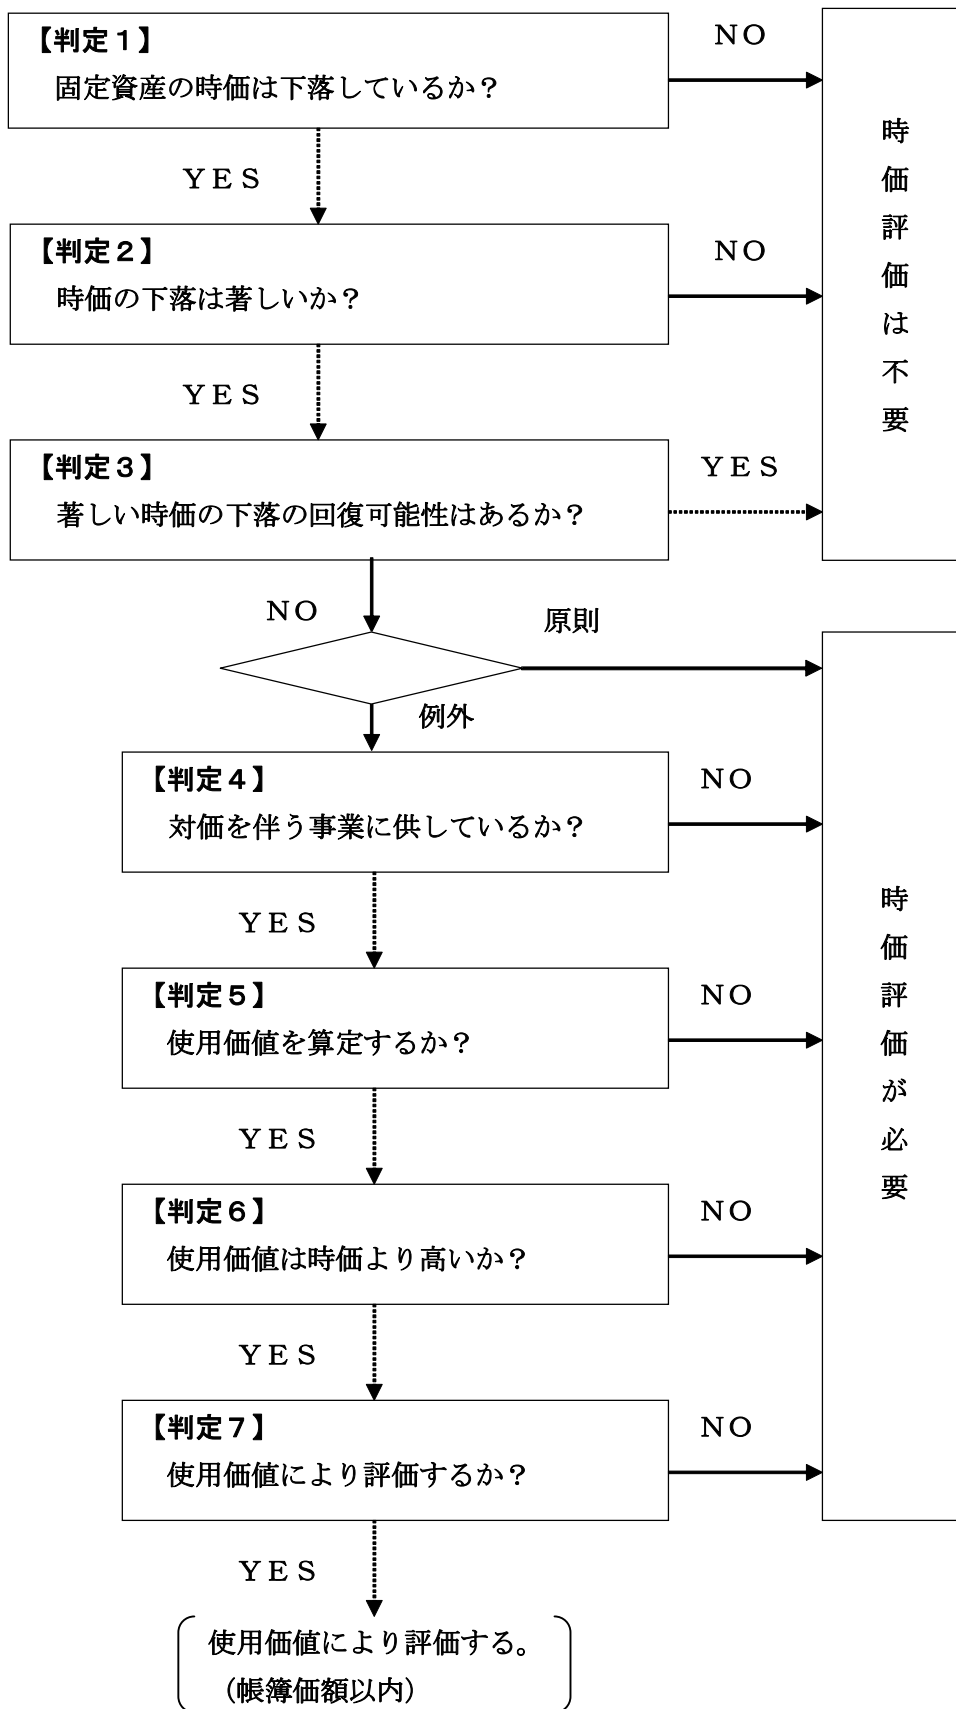 【判定１】
固定資産の時価は下落しているか？
NO
YES
【判定２】
時価の下落は著しいか？
NO
YES
【判定３】
著しい時価の下落の回復可能性はあるか？
YES
時価評価は不要
NO
原則
例外
【判定４】
対価を伴う事業に供しているか？
NO
YES
【判定５】
使用価値を算定するか？
NO
YES
【判定６】
使用価値は時価より高いか？
NO
YES
【判定７】
使用価値により評価するか？
NO
時価評価が必要
YES
使用価値により評価する。
（帳簿価額以内）